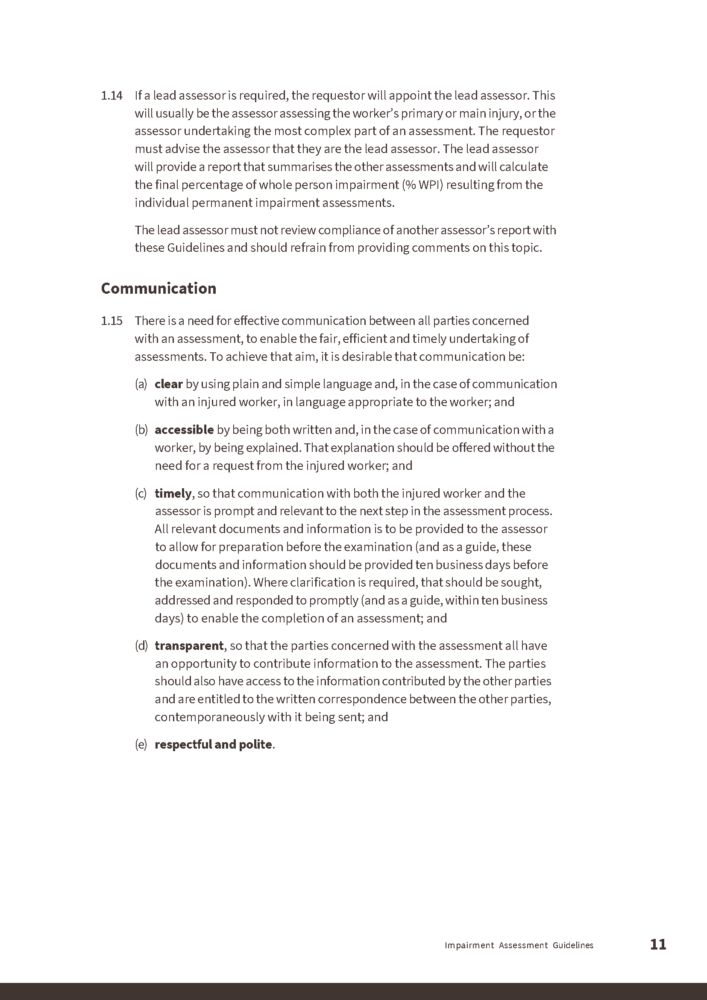 1.14 If a lead assessor is required, the requestor will appoint the lead assessor. This
will usually be the assessor assessing the worker’s primary or main injury, or the
assessor undertaking the most complex part of an assessment. The requestor
must advise the assessor that they are the lead assessor. The lead assessor
will provide a report that summarises the other assessments and will calculate
the final percentage of whole person impairment (% WPI) resulting from the
individual permanent impairment assessments.
The lead assessor must not review compliance of another assessor’s report with
these Guidelines and should refrain from providing comments on this topic.
Communication
1.15 There is a need for effective communication between all parties concerned
with an assessment, to enable the fair, efficient and timely undertaking of
assessments. To achieve that aim, it is desirable that communication be:
(a) clear by using plain and simple language and, in the case of communication
with an injured worker, in language appropriate to the worker; and
(b) accessible by being both written and, in the case of communication with a
worker, by being explained. That explanation should be offered without the
need for a request from the injured worker; and
(c) timely, so that communication with both the injured worker and the
assessor is prompt and relevant to the next step in the assessment process.
All relevant documents and information is to be provided to the assessor
to allow for preparation before the examination (and as a guide, these
documents and information should be provided ten business days before
the examination). Where clarification is required, that should be sought,
addressed and responded to promptly (and as a guide, within ten business
days) to enable the completion of an assessment; and
(d) transparent, so that the parties concerned with the assessment all have
an opportunity to contribute information to the assessment. The parties
should also have access to the information contributed by the other parties
and are entitled to the written correspondence between the other parties,
contemporaneously with it being sent; and
(e) respectful and polite.
Impairment Assessment Guidelines 11